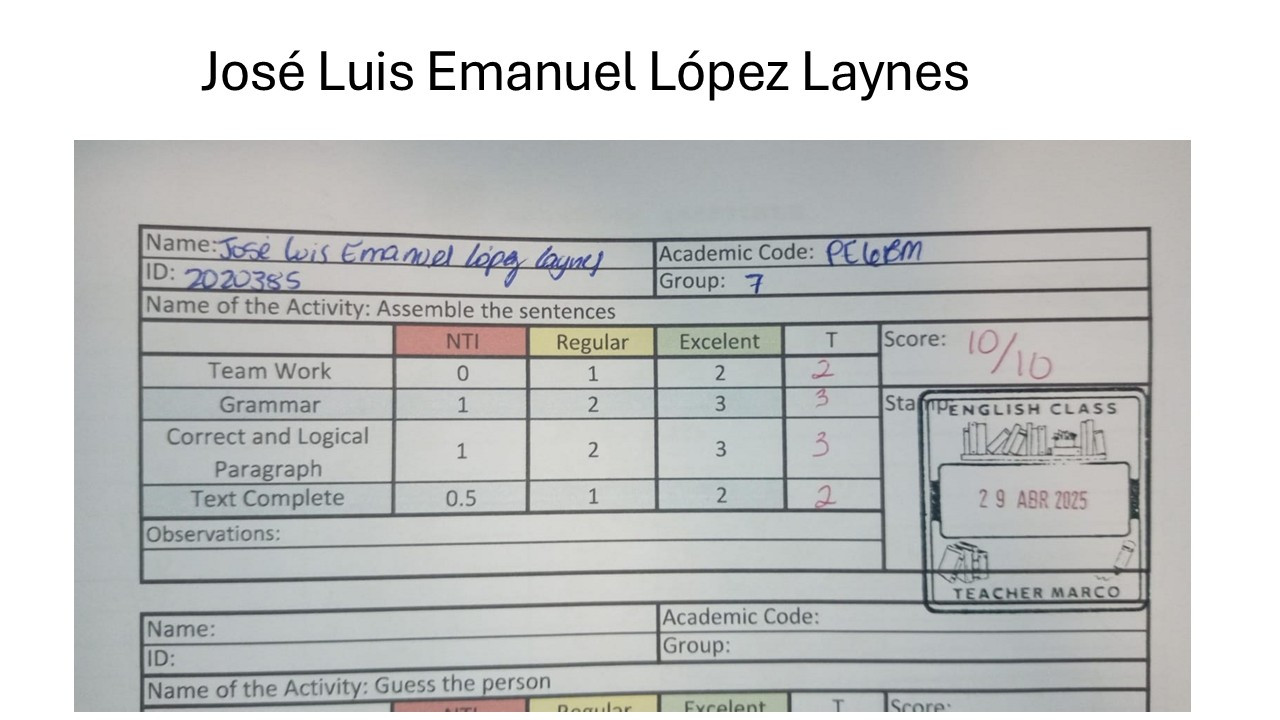 José Luis Emanuel López Laynes
Name: José Luis Emanuel López Laynes
Academic Code: PE6BM
ID: 2020385
Group: 7
Name of the Activity: Assemble the sentences
NTI Regular Excelent T Score: 10/10
Team Work 0 1 2 2
Grammar 1 2 3 3
Stamp:
Correct and Logical Paragraph 1 2 3 3
Text Complete 0.5 1 2 2
Observations:
ENGLISH CLASS
29 ABR 2025
TEACHER MARCO
Name:
Academic Code:
ID:
Group:
Name of the Activity: Guess the person
NTI Regular Excelent T Score: